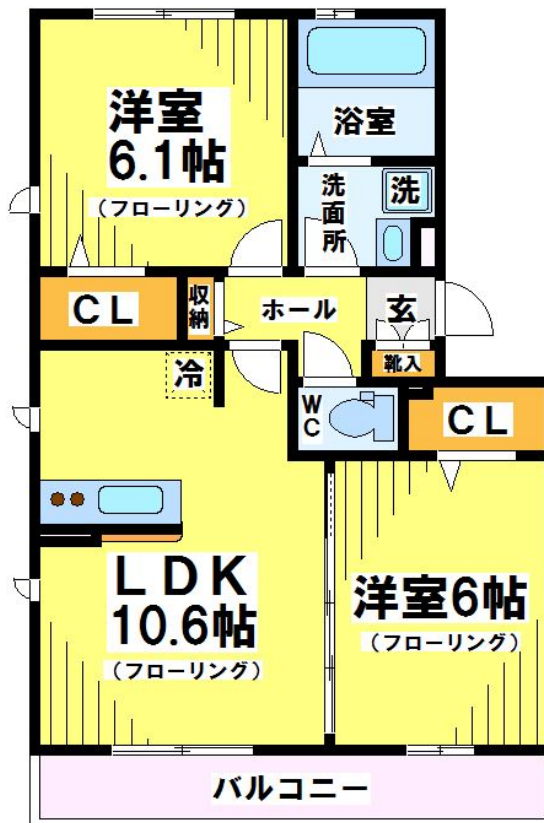 洋室
6.1帖
(フローリング)
浴室
洗面所
洗
CL
収納
ホール
玄
靴入
冷
WC
CL
LDK
10.6帖
(フローリング)
洋室6帖
(フローリング)
バルコニー